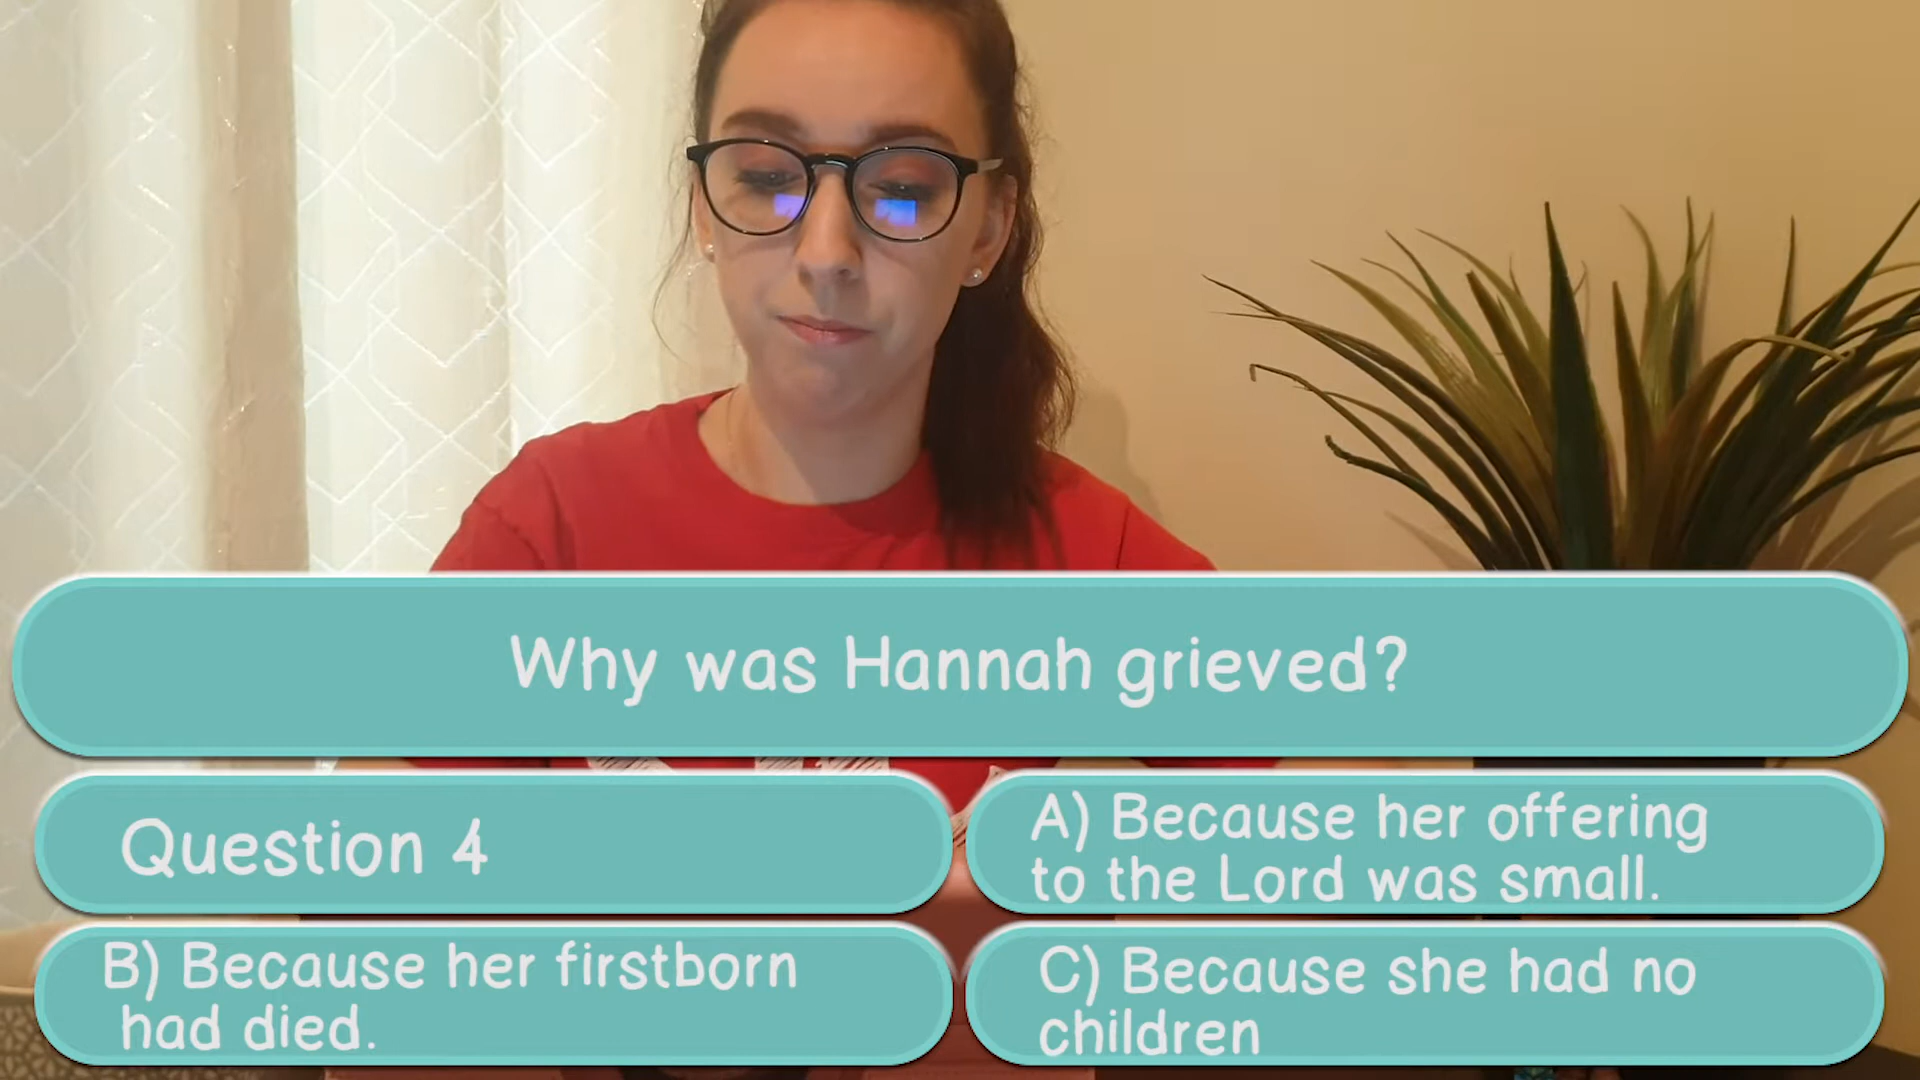 Why was Hannah grieved?
Question 4
A) Because her offering
to the Lord was small.
B) Because her firstborn
had died.
C) Because she had no
children